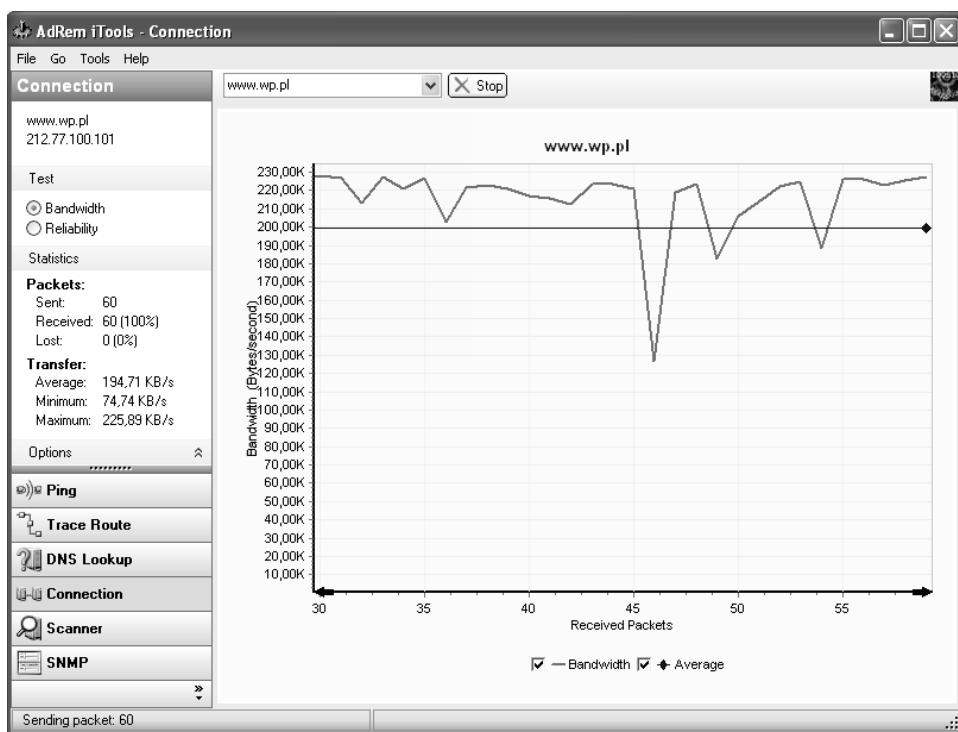 AdRem iTools - Connection
File Go Tools Help
Connection
www.wp.pl
Stop
www.wp.pl
212.77.100.101
Test
Bandwidth
Reliability
Statistics
Packets:
Sent: 60
Received: 60 (100%)
Lost: 0 (0%)
Transfer:
Average: 194,71 KB/s
Minimum: 74,74 KB/s
Maximum: 225,89 KB/s
Options
Ping
Trace Route
DNS Lookup
Connection
Scanner
SNMP
www.wp.pl
Bandwidth (Bytes/second)
230,00K
220,00K
210,00K
200,00K
190,00K
180,00K
170,00K
160,00K
150,00K
140,00K
130,00K
120,00K
110,00K
100,00K
90,00K
80,00K
70,00K
60,00K
50,00K
40,00K
30,00K
20,00K
10,00K
30 35 40 45 50 55
Received Packets
Bandwidth Average
Sending packet: 60